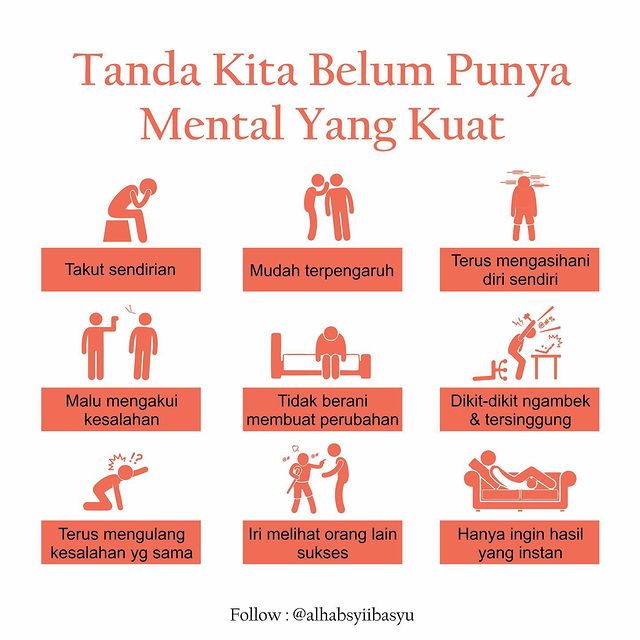 Tanda Kita Belum Punya
Mental Yang Kuat
Takut sendirian
Mudah terpengaruh
Terus mengasihani
diri sendiri
Malu mengakui
kesalahan
Tidak berani
membuat perubahan
Dikit-dikit ngambek
& tersinggung
!?
Terus mengulang
kesalahan yg sama
Iri melihat orang lain
sukses
Hanya ingin hasil
yang instan
Follow : @alhabsyiibasyu